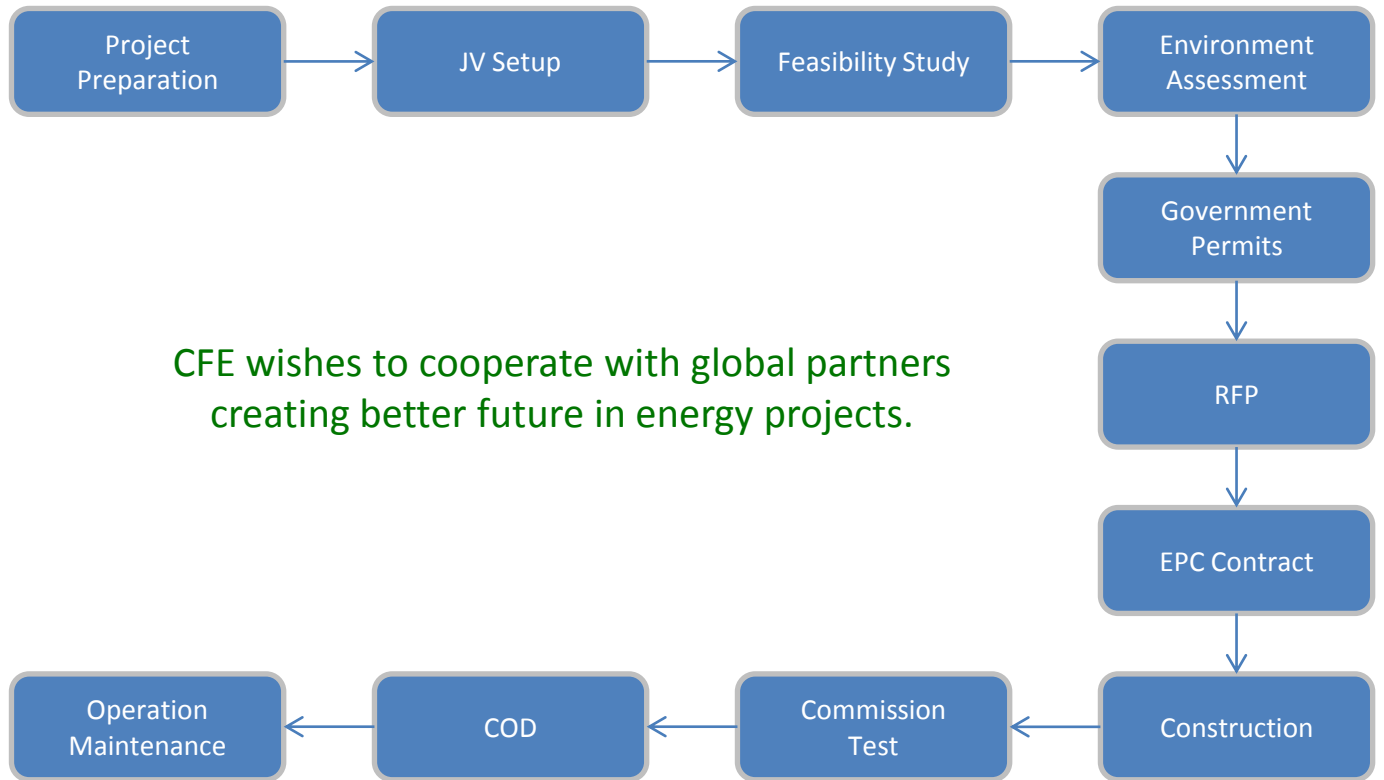 Project
Preparation
JV Setup
Feasibility Study
Environment
Assessment
Government
Permits
CFE wishes to cooperate with global partners
creating better future in energy projects.
RFP
EPC Contract
Construction
Commission
Test
COD
Operation
Maintenance